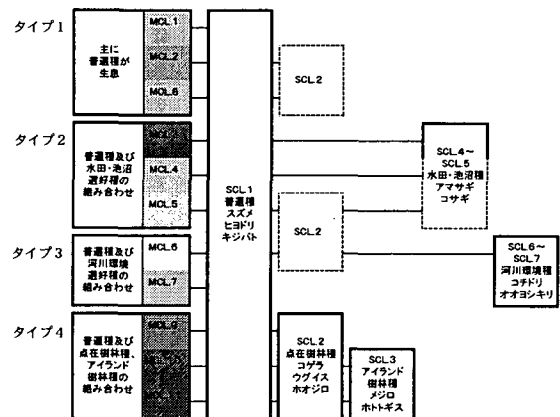 タイプ1
主に
普遍種が
生息
MCL.1
MCL.2
MCL.6
タイプ2
普遍種及び
水田・池沼
選好種の
組み合わせ
MCL.4
MCL.5
タイプ3
普遍種及び
河川環境
選好種の
組み合わせ
MCL.6
MCL.7
タイプ4
普遍種及び
点在樹林種、
アイランド
樹林種の
組み合わせ
SCL.1
普遍種
スズメ
ヒヨドリ
キジバト
SCL.2
SCL.2
SCL.2
点在樹林種
コゲラ
ウグイス
ホオジロ
SCL.3
アイランド
樹林種
メジロ
ホトトギス
SCL.4～
SCL.5
水田・池沼種
アマサギ
コサギ
SCL.6～
SCL.7
河川環境種
コチドリ
オオヨシキリ